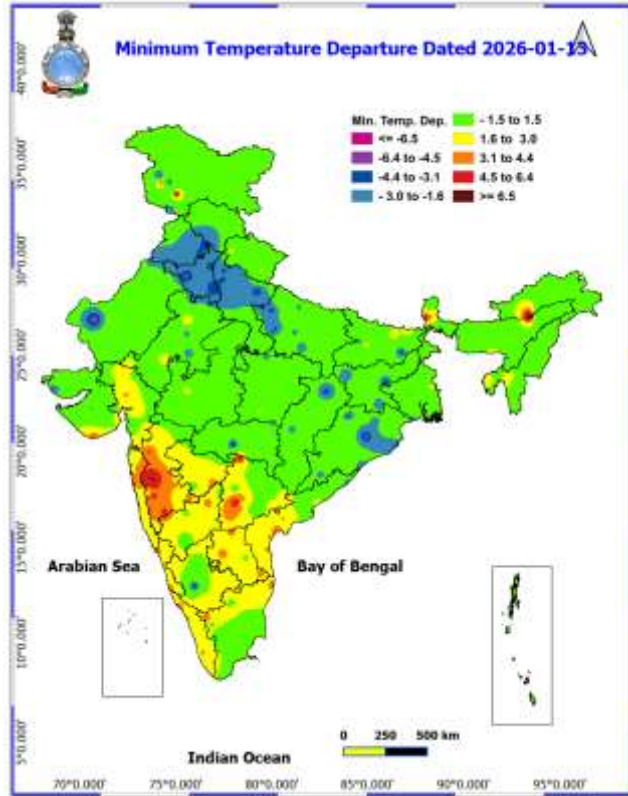 Minimum Temperature Departure Dated 2026-01-13
Min. Temp. Dep.
<= -6.5
-6.4 to -4.5
-4.4 to -3.1
- 3.0 to -1.6
- 1.5 to 1.5
1.6 to 3.0
3.1 to 4.4
4.5 to 6.4
>= 6.5
40°0.000'
35°0.000'
30°0.000'
25°0.000'
20°0.000'
15°0.000'
10°0.000'
5°0.000'
Arabian Sea
Bay of Bengal
0 250 500 km
Indian Ocean
70°0.000' 75°0.000' 80°0.000' 85°0.000' 90°0.000' 95°0.000'